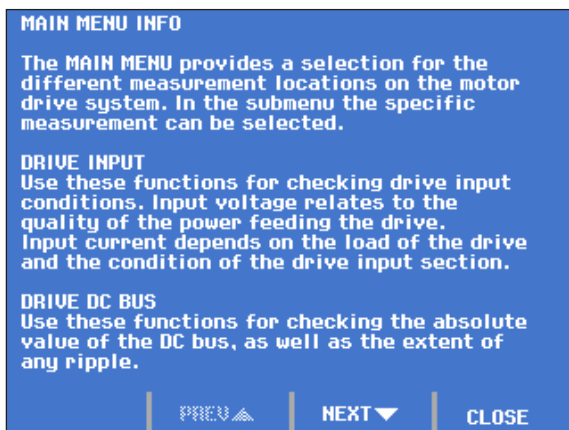 MAIN MENU INFO
The MAIN MENU provides a selection for the
different measurement locations on the motor
drive system. In the submenu the specific
measurement can be selected.
DRIVE INPUT
Use these functions for checking drive input
conditions. Input voltage relates to the
quality of the power feeding the drive.
Input current depends on the load of the drive
and the condition of the drive input section.
DRIVE DC BUS
Use these functions for checking the absolute
value of the DC bus, as well as the extent of
any ripple.
PREV▲ NEXT▼ CLOSE